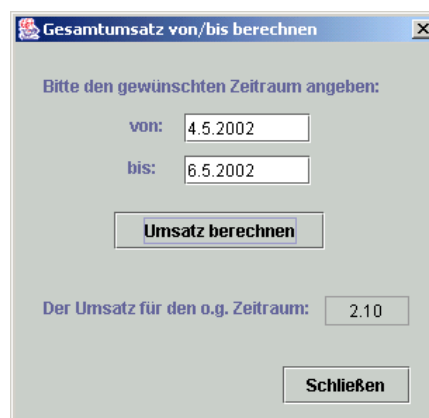 Gesamtumsatz von/bis berechnen
Bitte den gewünschten Zeitraum angeben:
von: 4.5.2002
bis: 6.5.2002
Umsatz berechnen
Der Umsatz für den o.g. Zeitraum: 2.10
Schließen